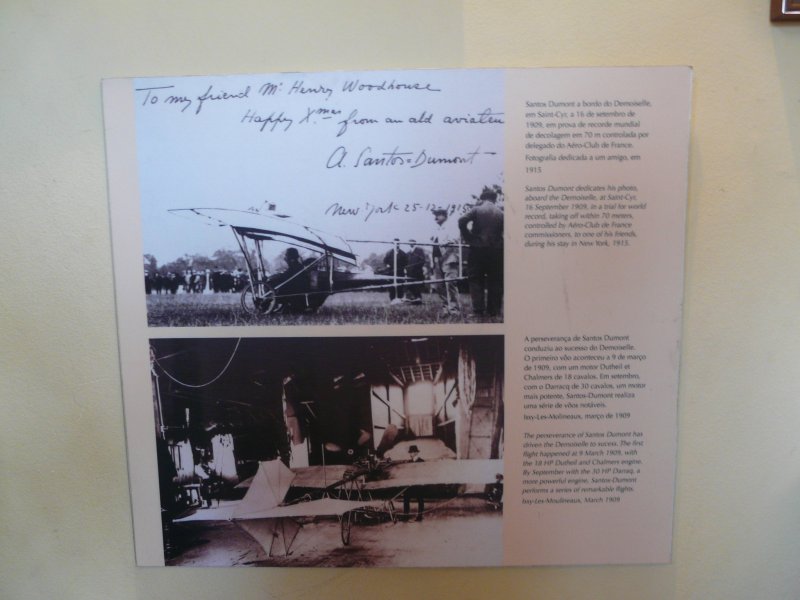 To my friend Mr Henry Woodhouse
Happy X.mas from an old aviateu
A. Santos=Dumont
New York 25-12-1915
Santos Dumont a bordo do Demoiselle,
em Saint-Cyr, a 16 de setembro de
1909, em prova de recorde mundial
de decolagem em 70 m controlada por
delegado do Aéro-Club de France.
Fotografia dedicada a um amigo, em
1915
Santos Dumont dedicates his photo,
aboard the Demoiselle, at Saint-Cyr,
16 September 1909, in a trial for world
record, taking off within 70 meters,
controlled by Aéro-Club de France
commissioners, to one of his friends,
during his stay in New York, 1915.
A perseverança de Santos Dumont
conduziu ao sucesso do Demoiselle.
O primeiro vôo aconteceu a 9 de março
de 1909, com um motor Dutheil et
Chalmers de 18 cavalos. Em setembro,
com o Darracq de 30 cavalos, um motor
mais potente, Santos-Dumont realiza
uma série de vôos notáveis.
Issy-Les-Molineaux, março de 1909
The perseverance of Santos Dumont has
driven the Demoiselle to sucess. The first
flight happened at 9 March 1909, with
the 18 HP Dutheil and Chalmers engine.
By September with the 30 HP Darraq, a
more powerful engine, Santos-Dumont
performs a series of remarkable flights.
Issy-Les-Moulineaux, March 1909